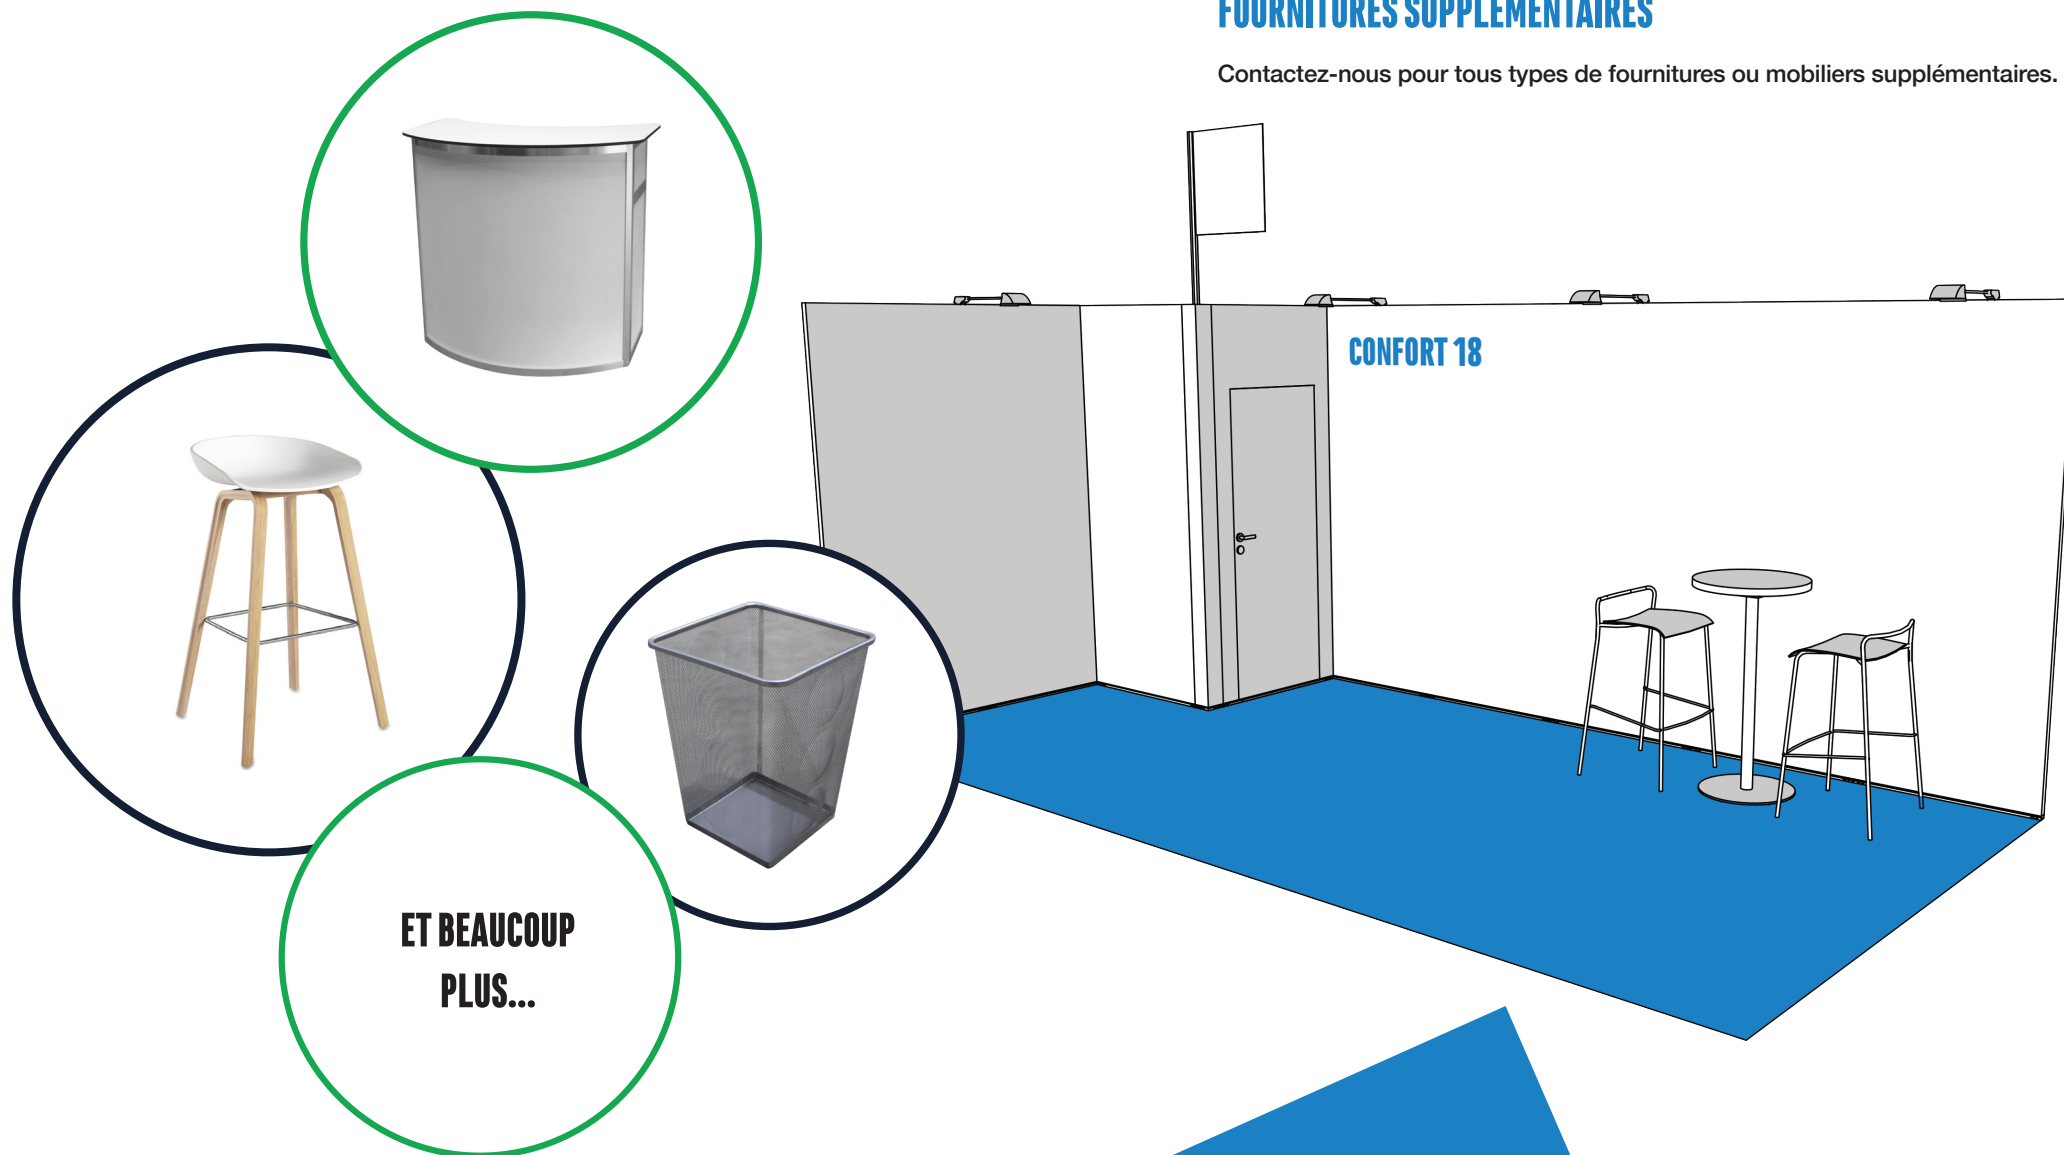 FOURNITURES SUPPLÉMENTAIRES
Contactez-nous pour tous types de fournitures ou mobiliers supplémentaires.
CONFORT 18
ET BEAUCOUP
PLUS...